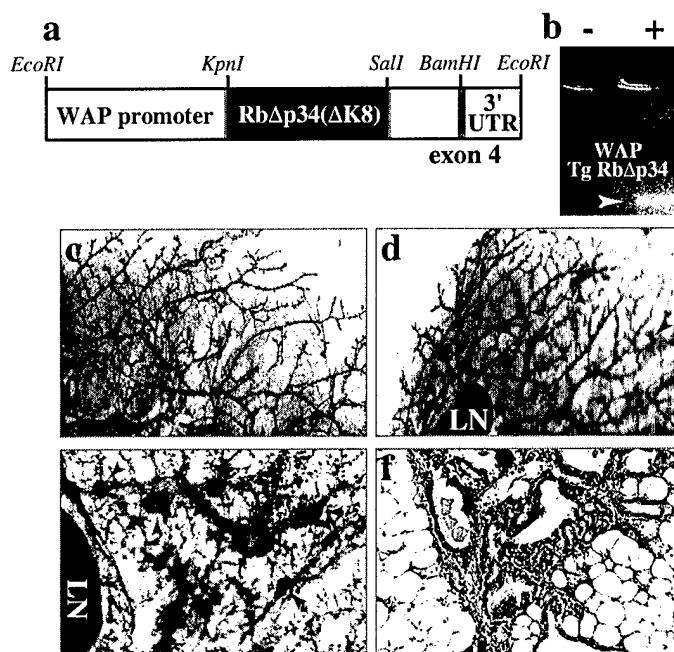 a
EcoRI KpnI SalI BamHI EcoRI
WAP promoter RbΔp34(ΔK8) 3' UTR
exon 4
b - +
WAP
Tg RbΔp34
c
d
LN
LN
f